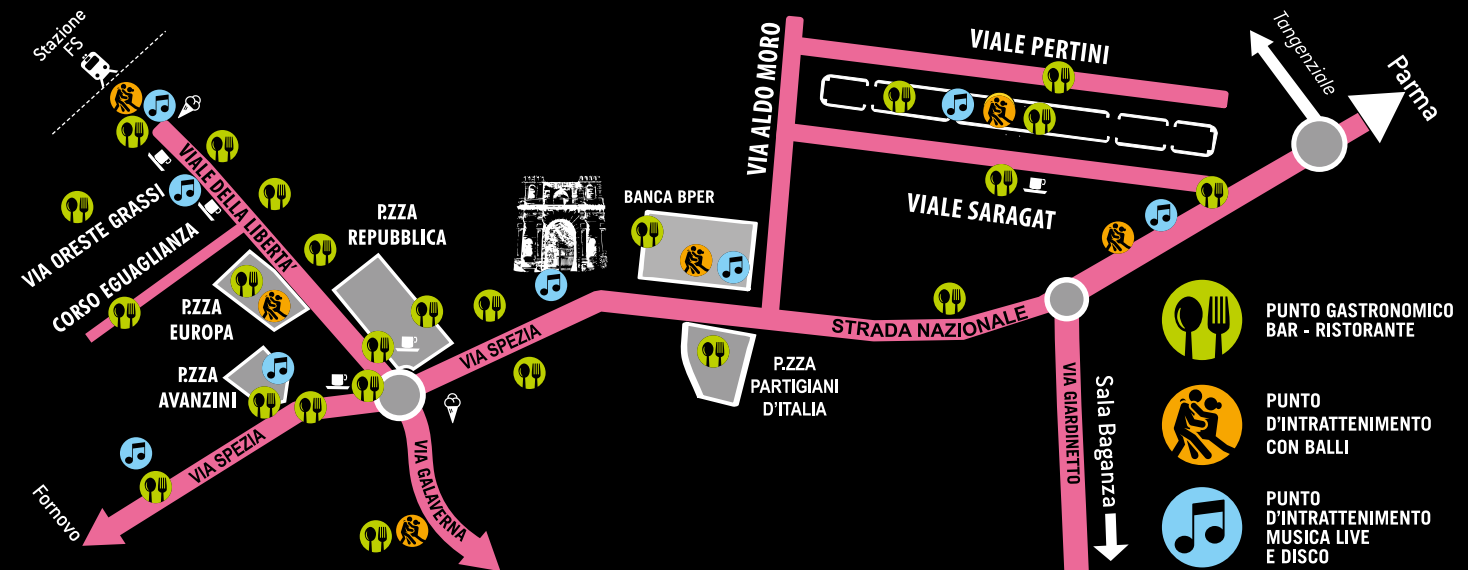 Stazione
FS
VIA ORESTE GRASSI
CORSO EGUAGLIANZA
VIALE DELLA LIBERTA'
P.ZZA
EUROPA
P.ZZA
REPUBBLICA
P.ZZA
AVANZINI
VIA SPEZIA
Fornovo
VIA GALAVERNA
VIA SPEZIA
BANCA BPER
P.ZZA
PARTIGIANI
D'ITALIA
VIA ALDO MORO
VIALE PERTINI
VIALE SARAGAT
STRADA NAZIONALE
Tangenziale
Parma
VIA GIARDINETTO
Sala Baganza
PUNTO GASTRONOMICO
BAR - RISTORANTE
PUNTO
D'INTRATTENIMENTO
CON BALLI
PUNTO
D'INTRATTENIMENTO
MUSICA LIVE
E DISCO